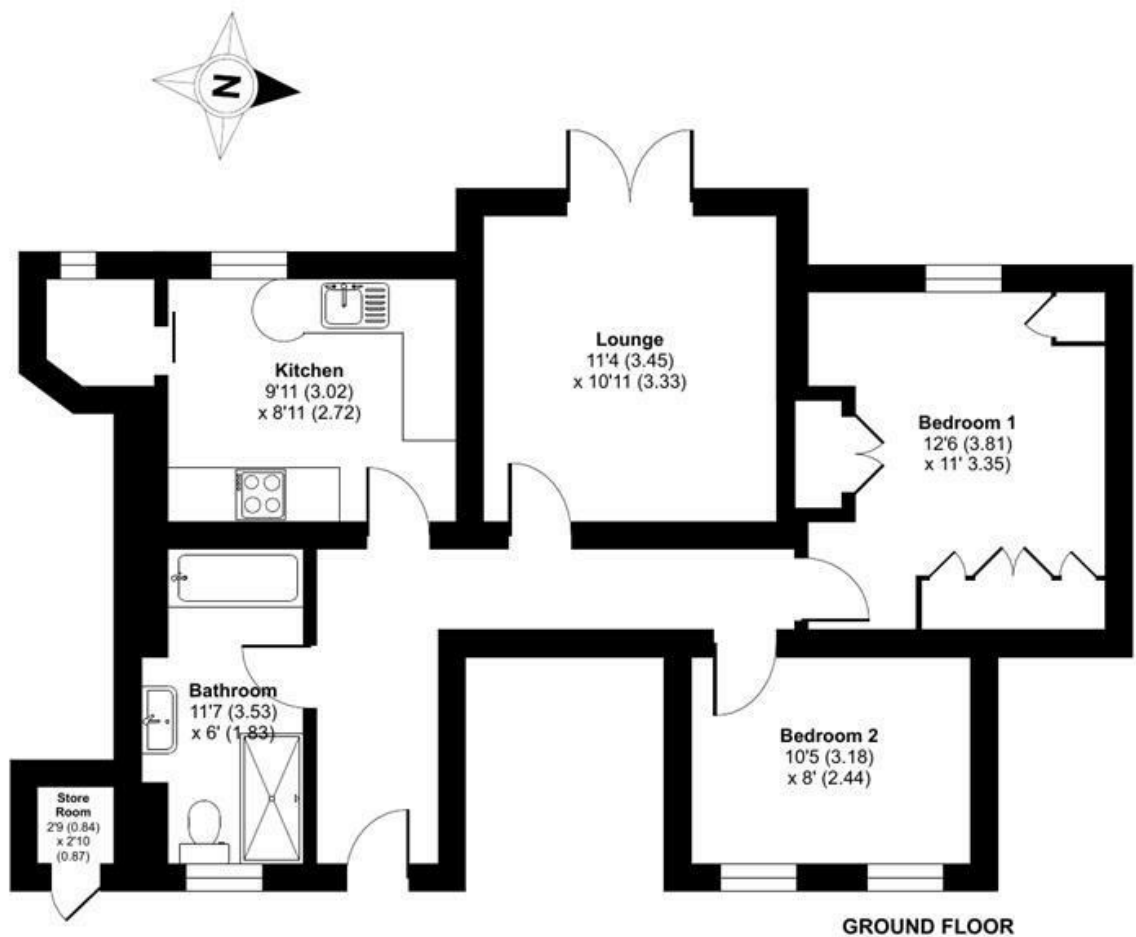 N
Lounge
11'4 (3.45)
x 10'11 (3.33)
Kitchen
9'11 (3.02)
x 8'11 (2.72)
Bedroom 1
12'6 (3.81)
x 11' 3.35)
Bathroom
11'7 (3.53)
x 6' (1.83)
Bedroom 2
10'5 (3.18)
x 8' (2.44)
Store
Room
2'9 (0.84)
x 2'10
(0.87)
GROUND FLOOR